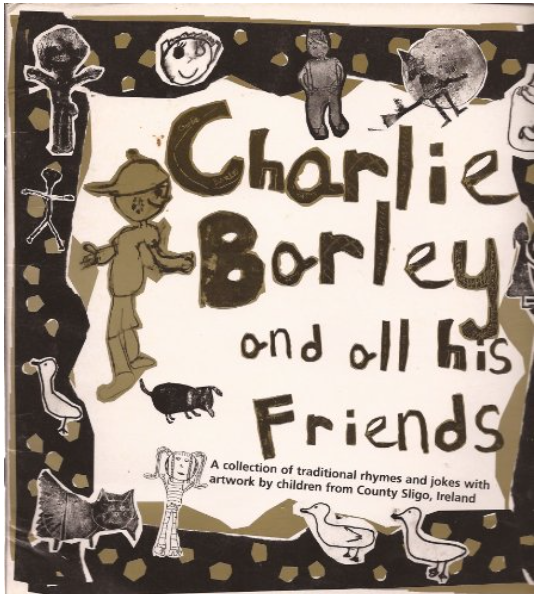 Charlie
Barley
and all his
Friends
A collection of traditional rhymes and jokes with
artwork by children from County Sligo, Ireland